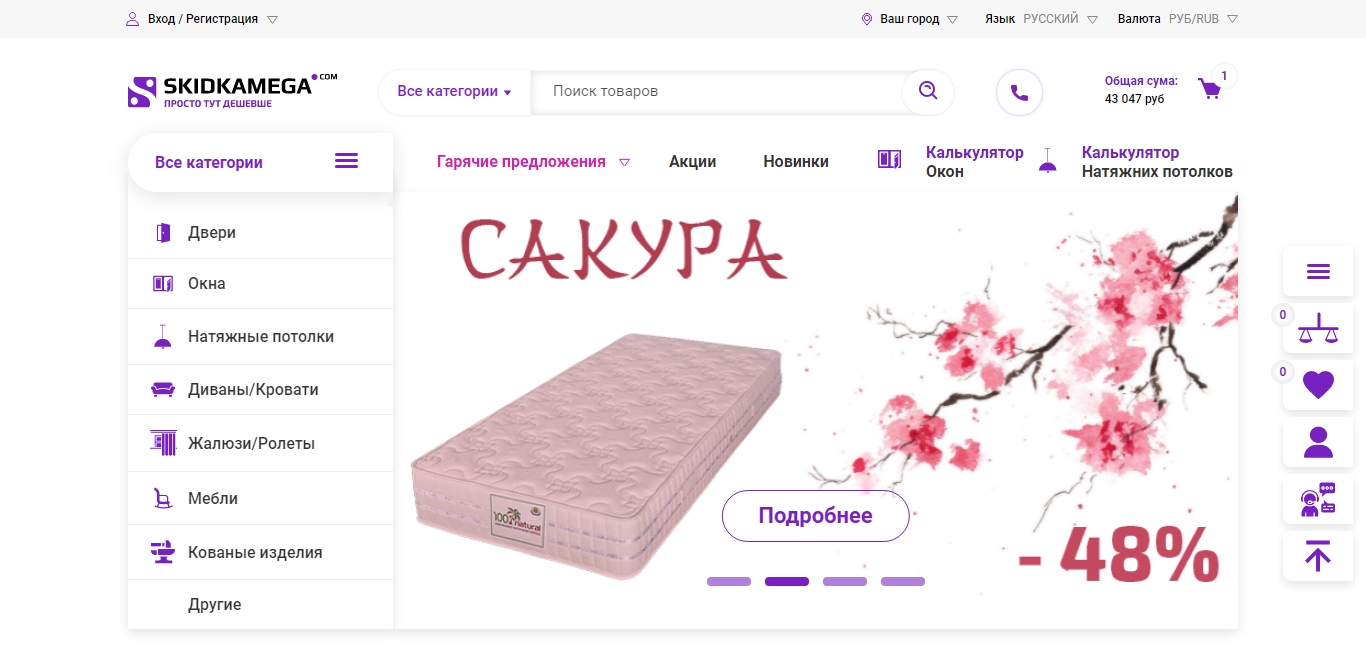 Вход / Регистрация
Ваш город
Язык РУССКИЙ
Валюта РУБ/RUB
SKIDKAMEGA.COM
ПРОСТО ТУТ ДЕШЕВШЕ
Все категории
Поиск товаров
Общая сума:
43 047 руб
1
Все категории
Гарячие предложения
Акции
Новинки
Калькулятор
Окон
Калькулятор
Натяжних потолков
Двери
Окна
Натяжные потолки
Диваны/Кровати
Жалюзи/Ролеты
Мебли
Кованые изделия
Другие
САКУРА
100% natural
Подробнее
- 48%
0
0